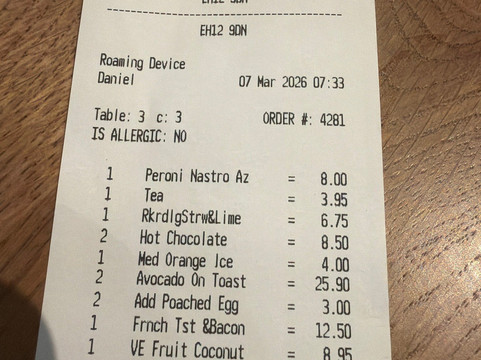 EH12 9DN
EH12 9DN
Roaming Device
Daniel 07 Mar 2026 07:33
Table: 3 c: 3 ORDER #: 4281
IS ALLERGIC: NO
1 Peroni Nastro Az = 8.00
1 Tea = 3.95
1 RkrdlgStrw&Lime = 6.75
2 Hot Chocolate = 8.50
1 Med Orange Jce = 4.00
2 Avocado On Toast = 25.90
2 Add Poached Egg = 3.00
1 Frnch Tst &Bacon = 12.50
1 VE Fruit Coconut = 8.95